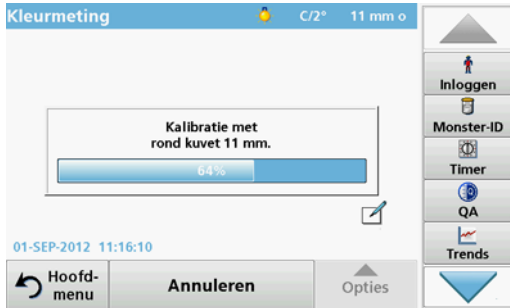 Kleurmeting C/2° 11 mm o
Kalibratie met
rond kuvet 11 mm.
64%
01-SEP-2012 11:16:10
Hoofd-
menu
Annuleren
Opties
Inloggen
Monster-ID
Timer
QA
Trends